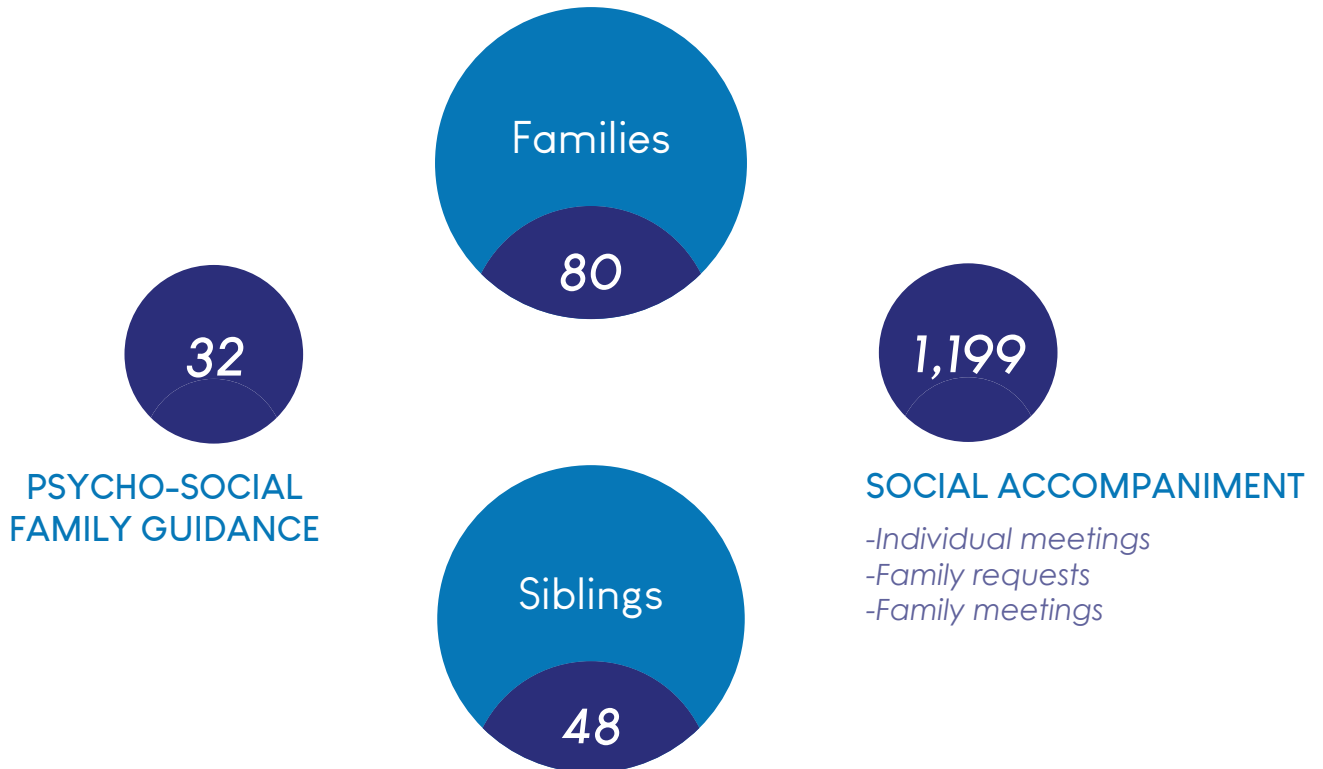 Families
80
32
PSYCHO-SOCIAL
FAMILY GUIDANCE
1,199
SOCIAL ACCOMPANIMENT
-Individual meetings
-Family requests
-Family meetings
Siblings
48